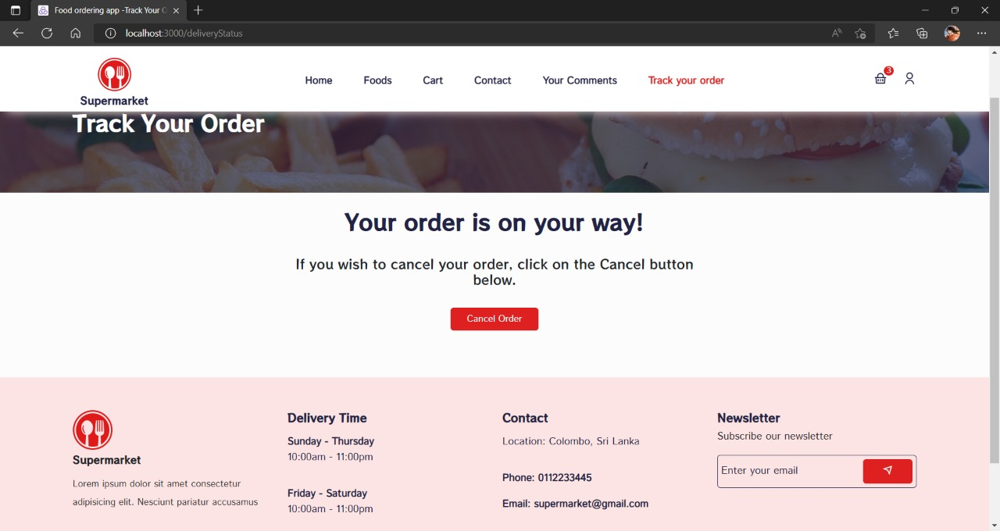 Food ordering app -Track Your O
localhost:3000/deliveryStatus
Home
Foods
Cart
Contact
Your Comments
Track your order
3
Supermarket
Track Your Order
Your order is on your way!
If you wish to cancel your order, click on the Cancel button
below.
Cancel Order
Supermarket
Lorem ipsum dolor sit amet consectetur
adipisicing elit. Nesciunt pariatur accusamus
Delivery Time
Sunday - Thursday
10:00am - 11:00pm
Friday - Saturday
10:00am - 11:00pm
Contact
Location: Colombo, Sri Lanka
Phone: 0112233445
Email: supermarket@gmail.com
Newsletter
Subscribe our newsletter
Enter your email